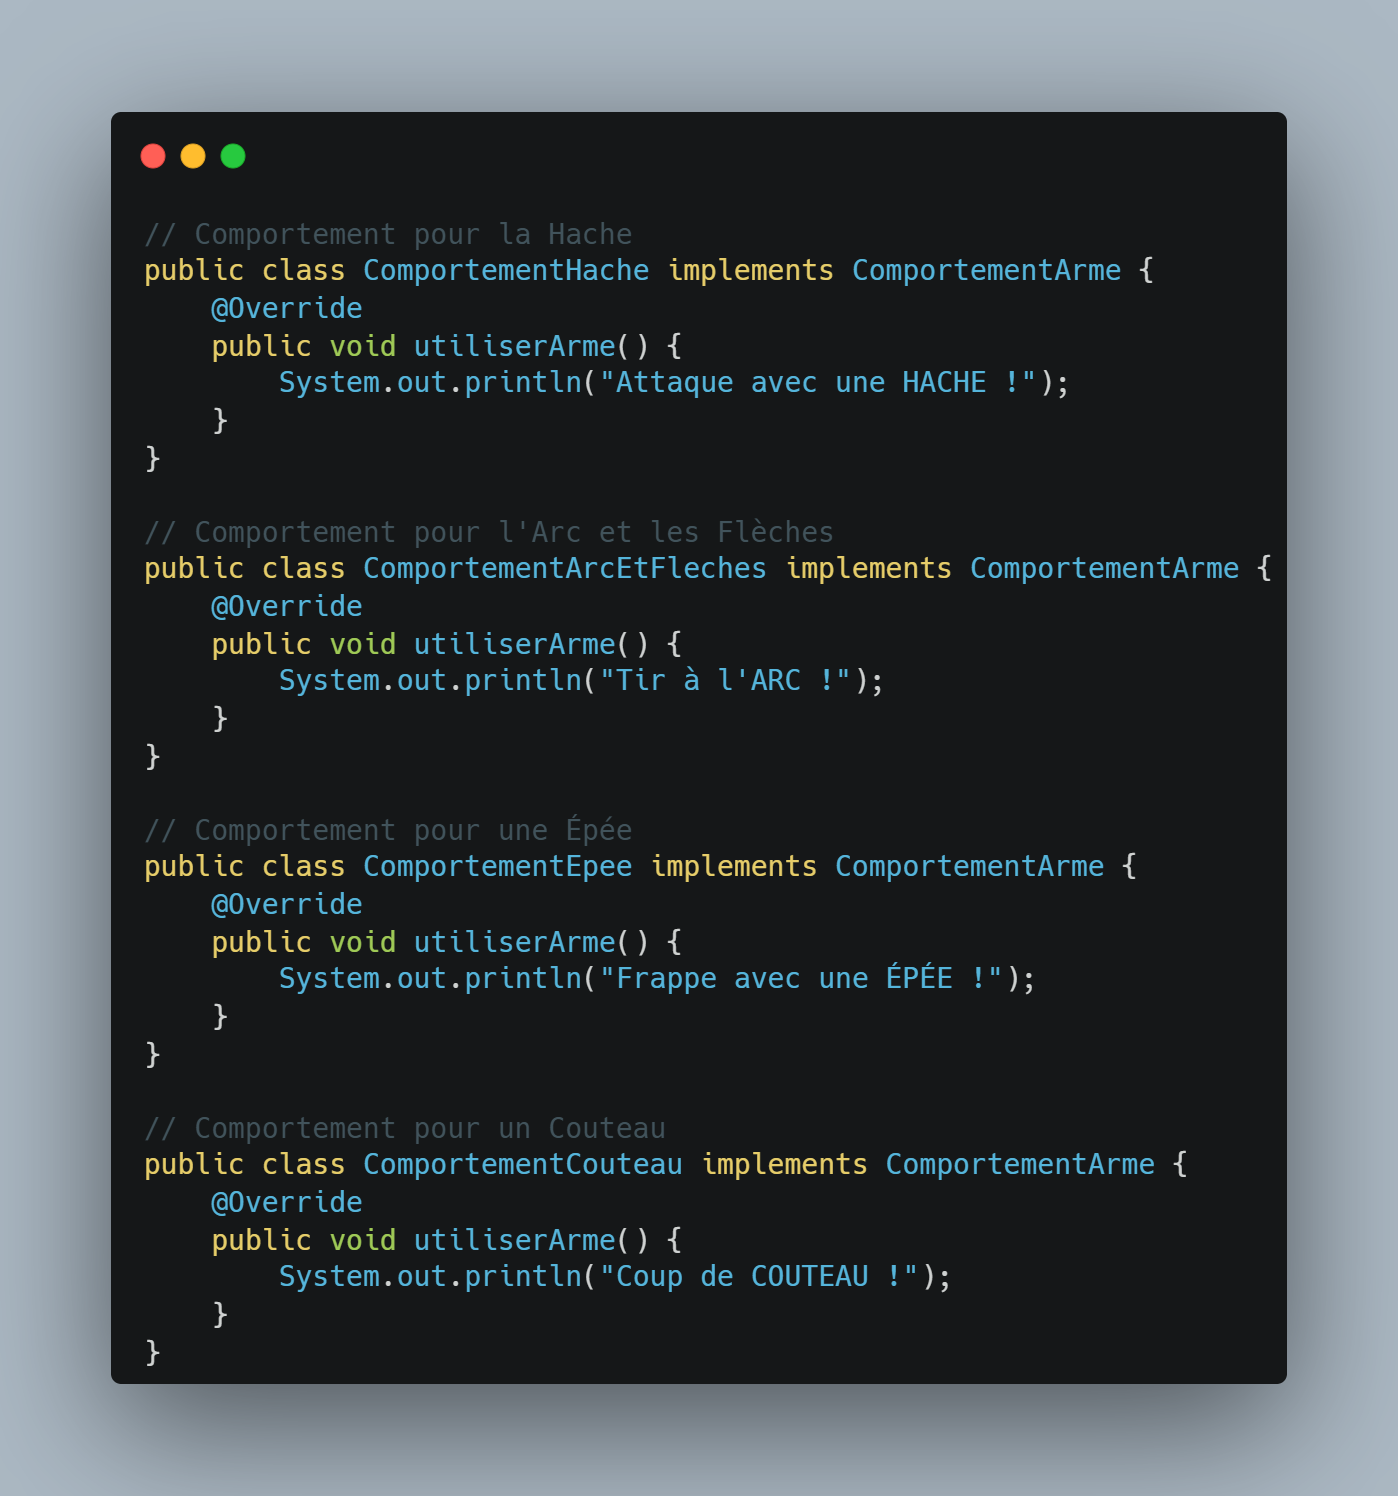 // Comportement pour la Hache
public class ComportementHache implements ComportementArme {
    @Override
    public void utiliserArme() {
        System.out.println("Attaque avec une HACHE !");
    }
}

// Comportement pour l'Arc et les Flèches
public class ComportementArcEtFleches implements ComportementArme {
    @Override
    public void utiliserArme() {
        System.out.println("Tir à l'ARC !");
    }
}

// Comportement pour une Épée
public class ComportementEpee implements ComportementArme {
    @Override
    public void utiliserArme() {
        System.out.println("Frappe avec une ÉPÉE !");
    }
}

// Comportement pour un Couteau
public class ComportementCouteau implements ComportementArme {
    @Override
    public void utiliserArme() {
        System.out.println("Coup de COUTEAU !");
    }
}